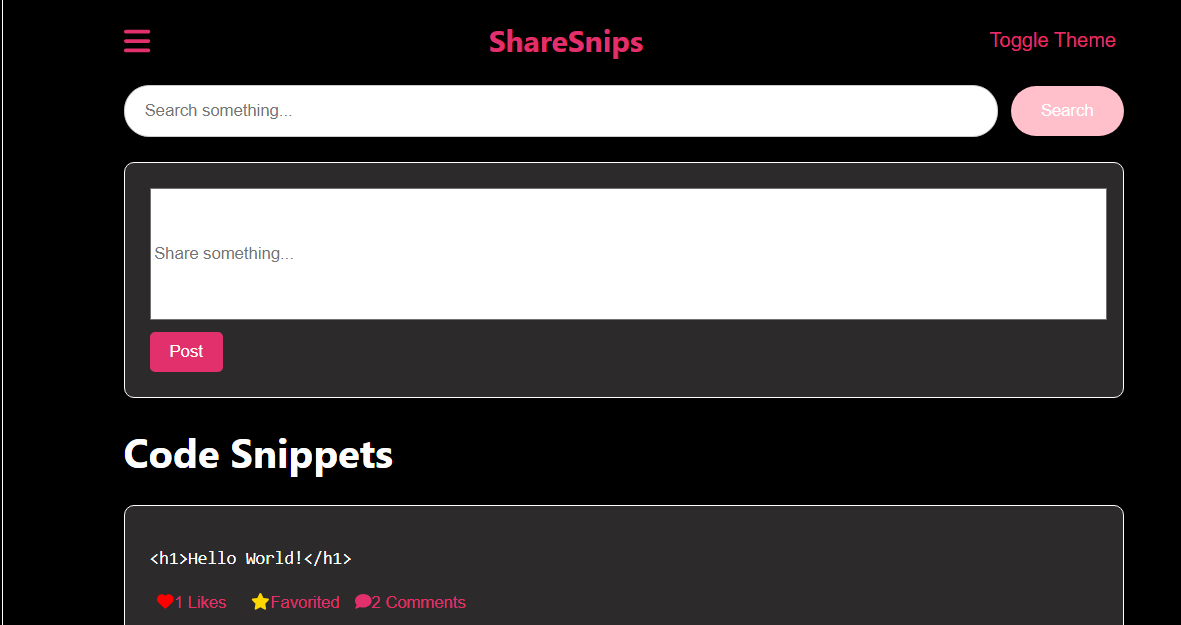 ShareSnips Toggle Theme
Search something... Search
Share something...
Post
Code Snippets
<h1>Hello World!</h1>
1 Likes Favorited 2 Comments